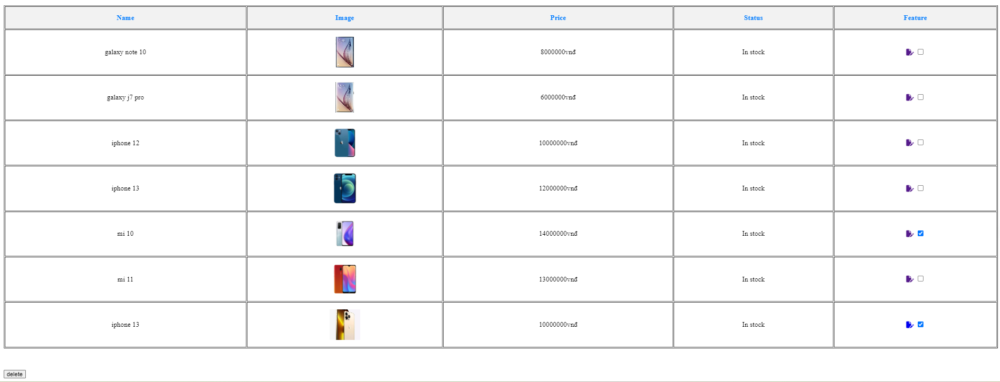 Name Image Price Status Feature
galaxy note 10 8000000vnđ In stock
galaxy j7 pro 6000000vnđ In stock
iphone 12 10000000vnđ In stock
iphone 13 12000000vnđ In stock
mi 10 14000000vnđ In stock
mi 11 13000000vnđ In stock
iphone 13 10000000vnđ In stock
delete